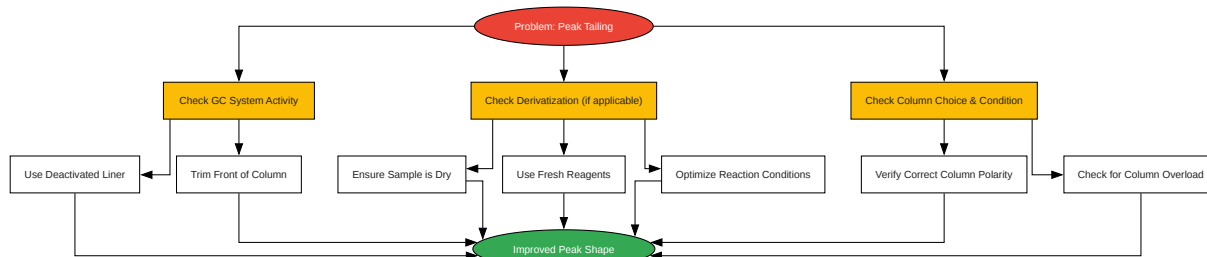 Problem: Peak Tailing
Check GC System Activity
Check Derivatization (if applicable)
Check Column Choice & Condition
Use Deactivated Liner
Trim Front of Column
Ensure Sample is Dry
Use Fresh Reagents
Optimize Reaction Conditions
Verify Correct Column Polarity
Check for Column Overload
Improved Peak Shape